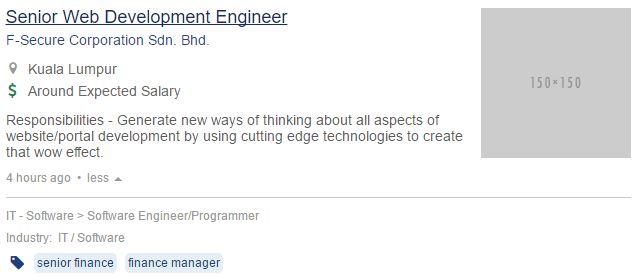 Senior Web Development Engineer
F-Secure Corporation Sdn. Bhd.
Kuala Lumpur
$ Around Expected Salary
150×150
Responsibilities - Generate new ways of thinking about all aspects of
website/portal development by using cutting edge technologies to create
that wow effect.
4 hours ago • less
IT - Software > Software Engineer/Programmer
Industry: IT / Software
senior finance finance manager